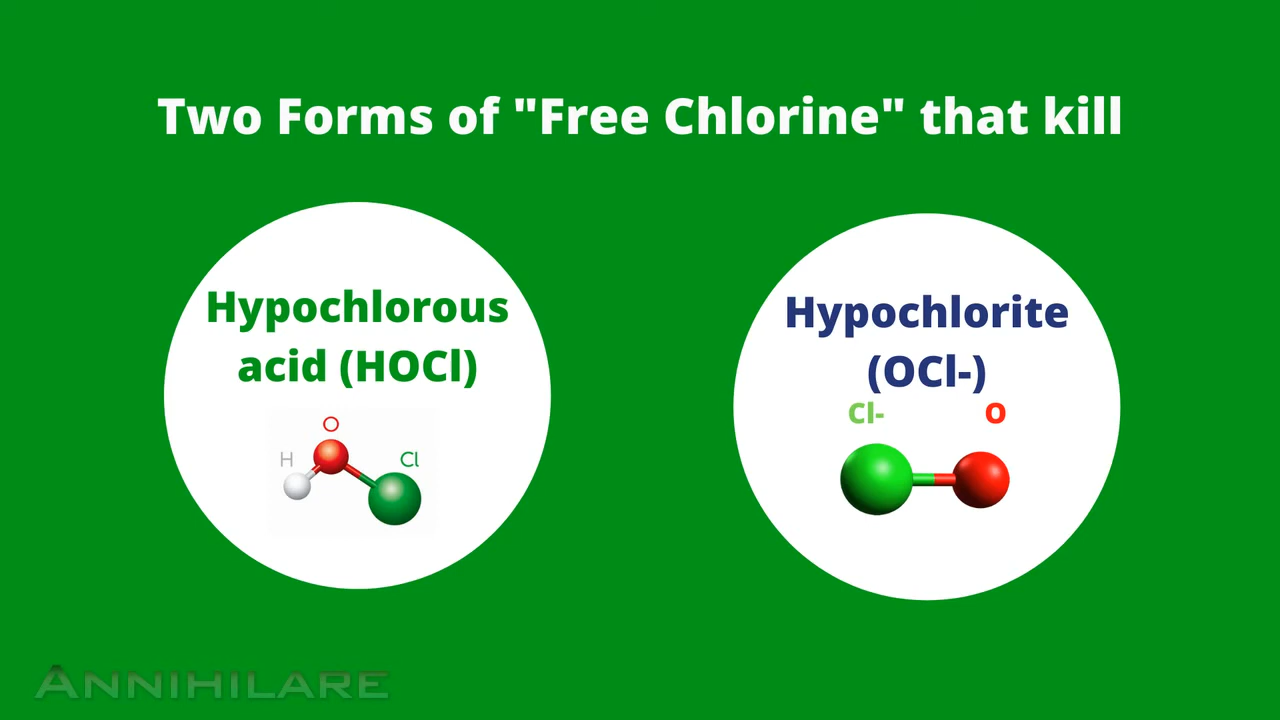 Two Forms of "Free Chlorine" that kill
Hypochlorous
acid (HOCl)
O
H
Cl
Hypochlorite
(OCl-)
Cl-
O
ANNIHILARE